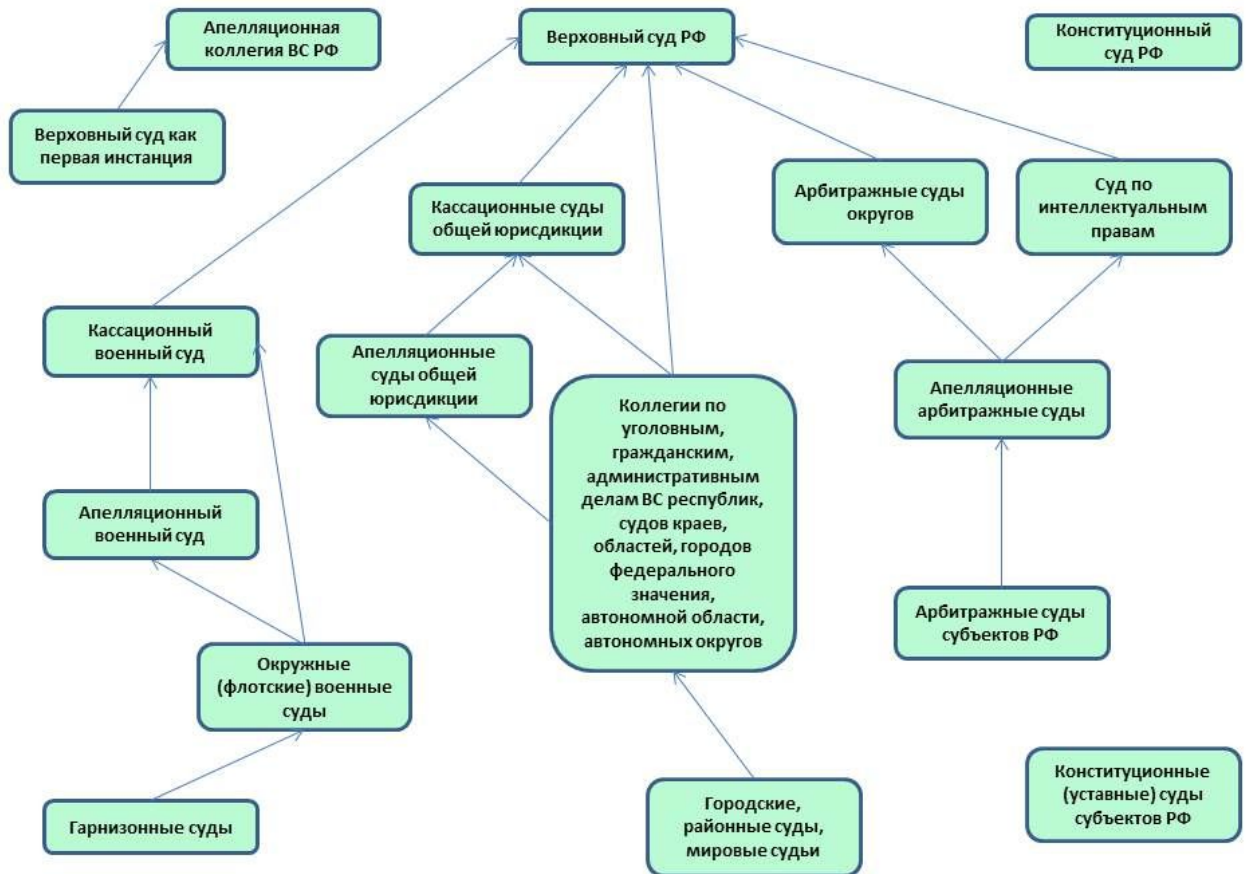 Апелляционная
коллегия ВС РФ
Верховный суд РФ
Конституционный
суд РФ
Верховный суд как
первая инстанция
Кассационные суды
общей юрисдикции
Арбитражные суды
округов
Суд по
интеллектуальным
правам
Кассационный
военный суд
Апелляционные
суды общей
юрисдикции
Коллегии по
уголовным,
гражданским,
административным
делам ВС республик,
судов краев,
областей, городов
федерального
значения,
автономной области,
автономных округов
Апелляционные
арбитражные суды
Апелляционный
военный суд
Арбитражные суды
субъектов РФ
Окружные
(флотские) военные
суды
Гарнизонные суды
Городские,
районные суды,
мировые судьи
Конституционные
(уставные) суды
субъектов РФ